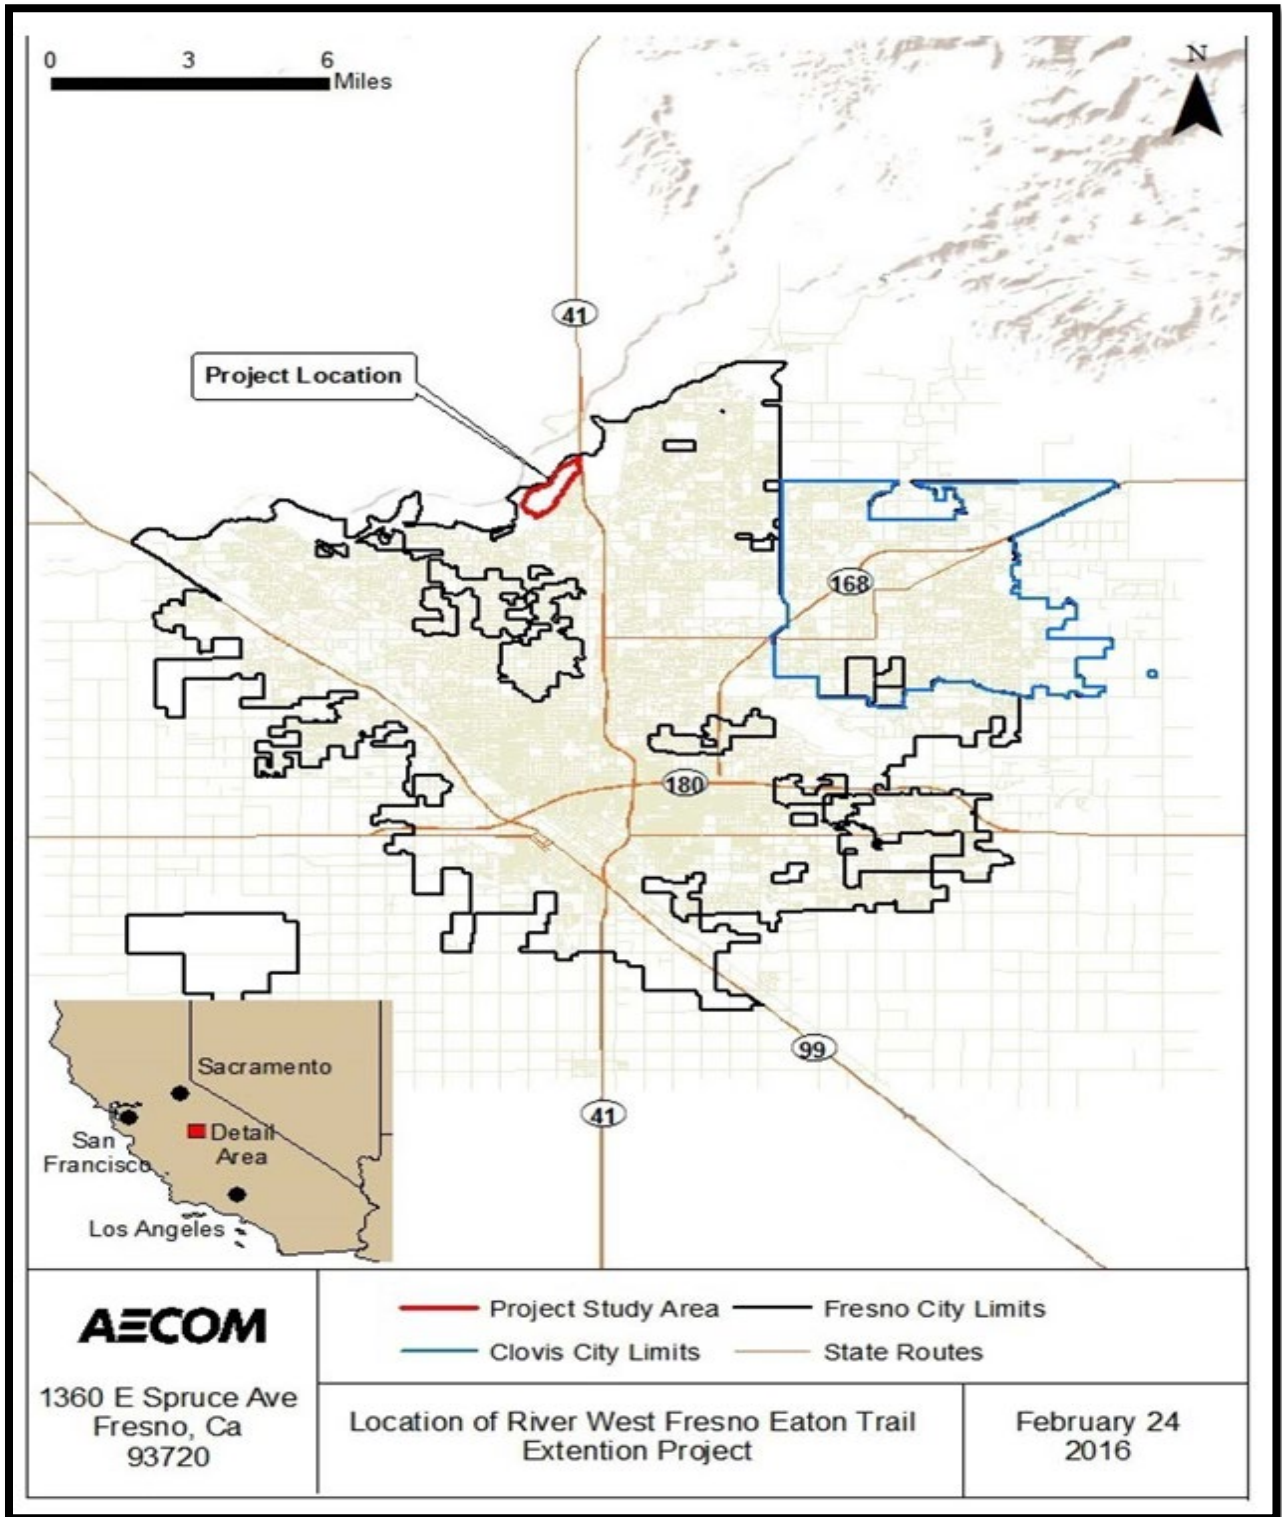 0 3 6
Miles
N
41
Project Location
168
180
99
41
Sacramento
San
Francisco
Detail
Area
Los Angeles
AECOM
1360 E Spruce Ave
Fresno, Ca
93720
Project Study Area
Fresno City Limits
Clovis City Limits
State Routes
Location of River West Fresno Eaton Trail
Extention Project
February 24
2016